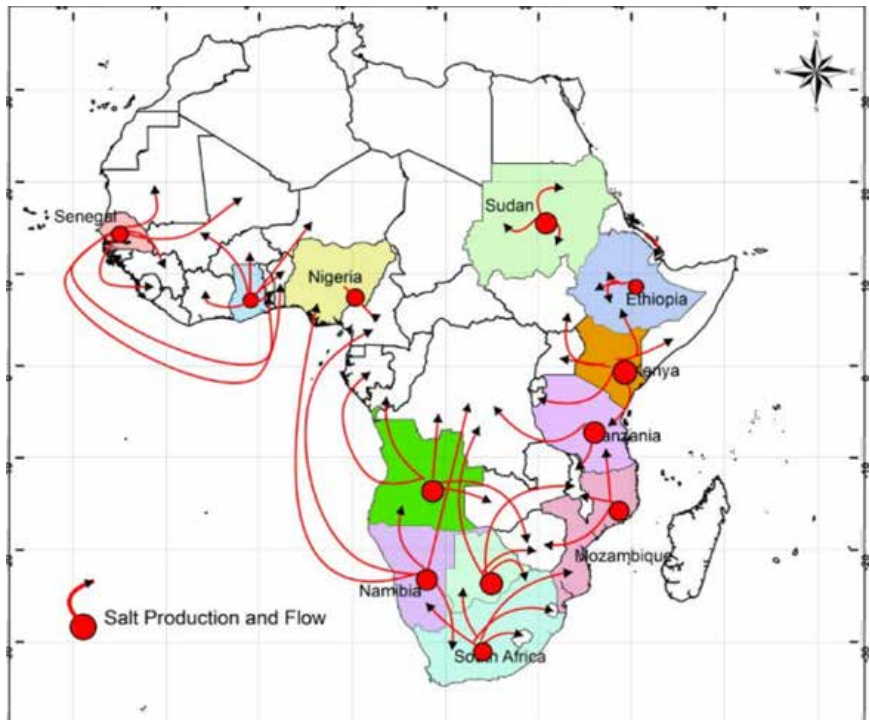 N
W E
S
Senegal
Sudan
Nigeria
Ethiopia
Kenya
Tanzania
Mozambique
Namibia
South Africa
Salt Production and Flow